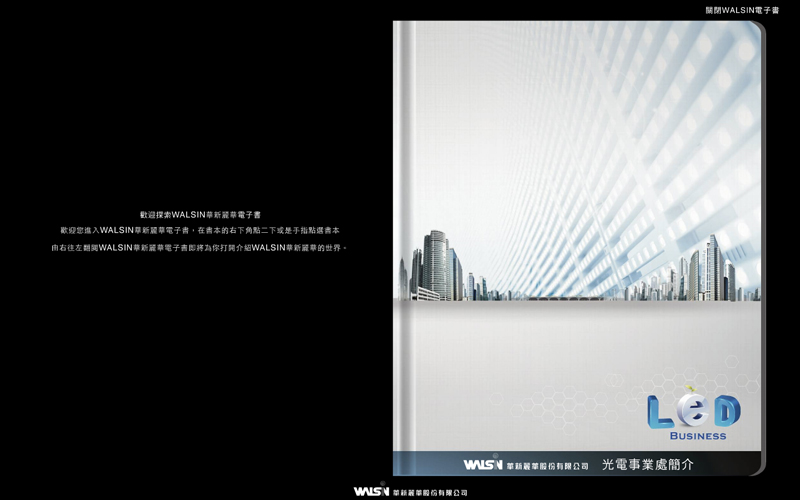 關閉WALSIN電子書
歡迎探索WALSIN華新麗華電子書
歡迎您進入WALSIN華新麗華電子書，在書本的右下角點二下或是手指點選書本
由右往左翻閱WALSIN華新麗華電子書即將為你打開介紹WALSIN華新麗華的世界。
LeD
BUSINESS
WALSIN 華新麗華股份有限公司 光電事業處簡介
WALSIN 華新麗華股份有限公司